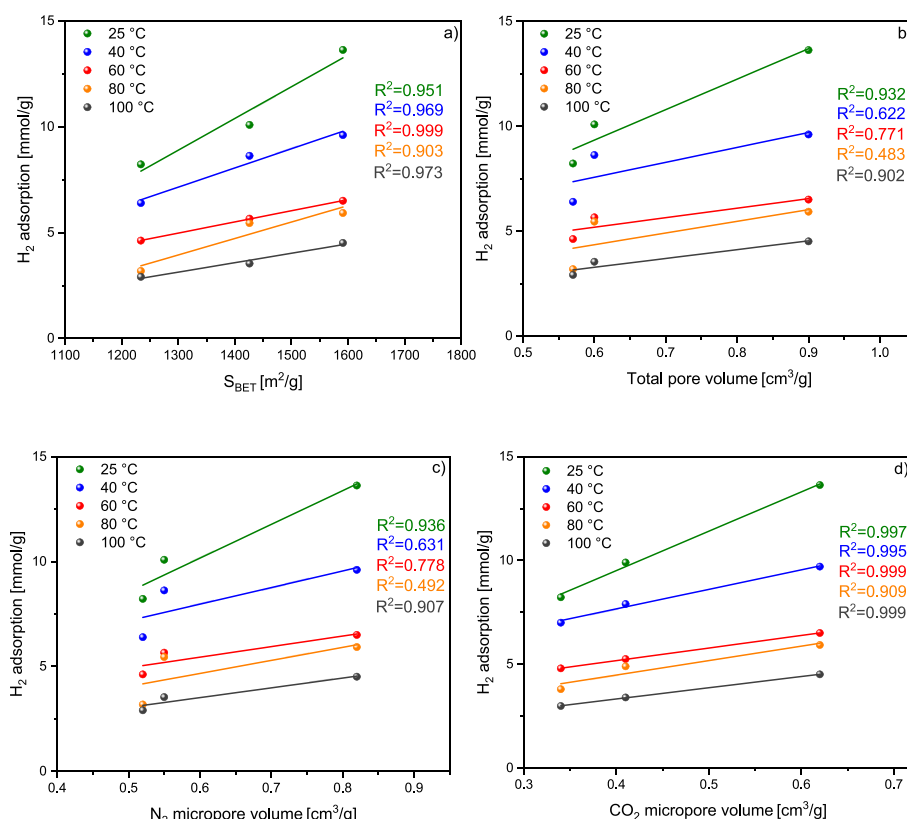 a)
25 °C
40 °C
60 °C
80 °C
100 °C
R²=0.951
R²=0.969
R²=0.999
R²=0.903
R²=0.973
15
10
5
0
H₂ adsorption [mmol/g]
1100 1200 1300 1400 1500 1600 1700 1800
S_BET [m²/g]
b)
25 °C
40 °C
60 °C
80 °C
100 °C
R²=0.932
R²=0.622
R²=0.771
R²=0.483
R²=0.902
15
10
5
0
H₂ adsorption [mmol/g]
0.5 0.6 0.7 0.8 0.9 1.0
Total pore volume [cm³/g]
c)
25 °C
40 °C
60 °C
80 °C
100 °C
R²=0.936
R²=0.631
R²=0.778
R²=0.492
R²=0.907
15
10
5
0
H₂ adsorption [mmol/g]
0.4 0.5 0.6 0.7 0.8 0.9
N₂ micropore volume [cm³/g]
d)
25 °C
40 °C
60 °C
80 °C
100 °C
R²=0.997
R²=0.995
R²=0.999
R²=0.909
R²=0.999
15
10
5
0
H₂ adsorption [mmol/g]
0.3 0.4 0.5 0.6 0.7
CO₂ micropore volume [cm³/g]